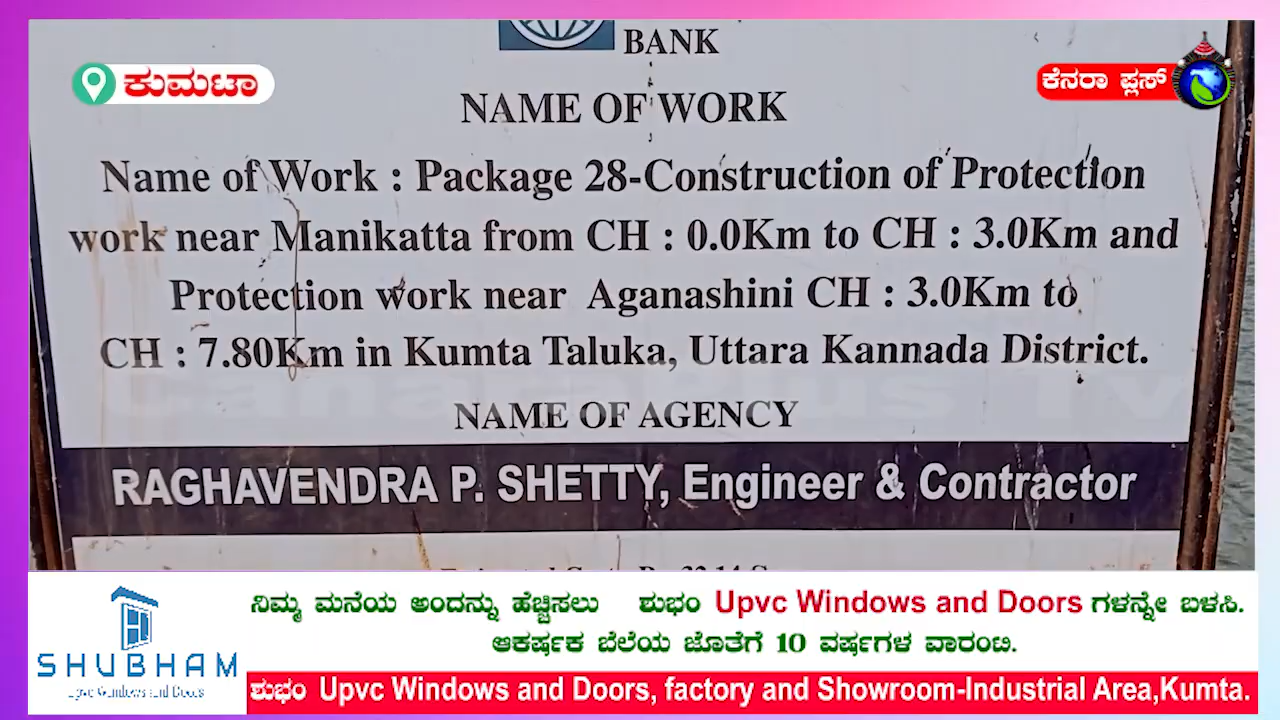 BANK
ಕುಮಟಾ
ಕೆನರಾ ಪ್ಲಸ್
NAME OF WORK
Name of Work : Package 28-Construction of Protection
work near Manikatta from CH : 0.0Km to CH : 3.0Km and
Protection work near Aganashini CH : 3.0Km to
CH : 7.80Km in Kumta Taluka, Uttara Kannada District.
NAME OF AGENCY
RAGHAVENDRA P. SHETTY, Engineer & Contractor
ನಿಮ್ಮ ಮನೆಯ ಅಂದನ್ನು ಹೆಚ್ಚಿಸಲು ಶುಭಂ Upvc Windows and Doors ಗಳನ್ನೇ ಬಳಸಿ.
ಆಕರ್ಷಕ ಬೆಲೆಯ ಜೊತೆಗೆ 10 ವರ್ಷಗಳ ವಾರಂಟಿ.
SHUBHAM
Upvc Windows and Doors
ಶುಭಂ Upvc Windows and Doors, factory and Showroom-Industrial Area,Kumta.